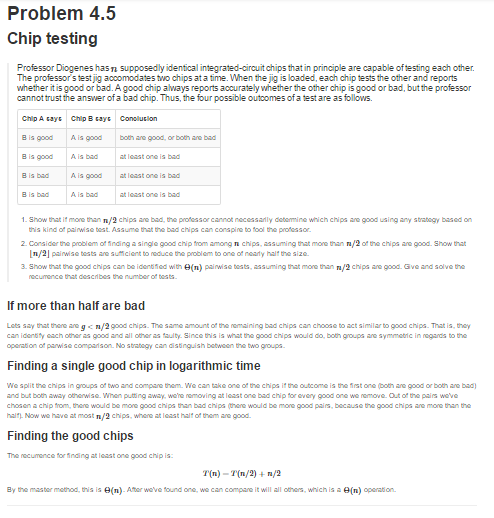 Problem 4.5
Chip testing
Professor Diogenes has n supposedly identical integrated-circuit chips that in principle are capable of testing each other.
The professor's test jig accomodates two chips at a time. When the jig is loaded, each chip tests the other and reports
whether it is good or bad. A good chip always reports accurately whether the other chip is good or bad, but the professor
cannot trust the answer of a bad chip. Thus, the four possible outcomes of a test are as follows.
Chip A says Chip B says Conclusion
B is good A is good both are good, or both are bad
B is good A is bad at least one is bad
B is bad A is good at least one is bad
B is bad A is bad at least one is bad
1. Show that if more than n/2 chips are bad, the professor cannot necessarily determine which chips are good using any strategy based on
this kind of pairwise test. Assume that the bad chips can conspire to fool the professor.
2. Consider the problem of finding a single good chip from among n chips, assuming that more than n/2 of the chips are good. Show that
⌊n/2⌋ pairwise tests are sufficient to reduce the problem to one of nearly half the size.
3. Show that the good chips can be identified with Θ(n) pairwise tests, assuming that more than n/2 chips are good. Give and solve the
recurrence that describes the number of tests.
If more than half are bad
Lets say that there are g < n/2 good chips. The same amount of the remaining bad chips can choose to act similar to good chips. That is, they
can identify each other as good and all other as faulty. Since this is what the good chips would do, both groups are symmetric in regards to the
operation of parwise comparison. No strategy can distinguish between the two groups.
Finding a single good chip in logarithmic time
We split the chips in groups of two and compare them. We can take one of the chips if the outcome is the first one (both are good or both are bad)
and but both away otherwise. When putting away, we're removing at least one bad chip for every good one we remove. Out of the pairs we've
chosen a chip from, there would be more good chips than bad chips (there would be more good pairs, because the good chips are more than the
half). Now we have at most n/2 chips, where at least half of them are good.
Finding the good chips
The recurrence for finding at least one good chip is:
T(n) = T(n/2) + n/2
By the master method, this is Θ(n). After we've found one, we can compare it will all others, which is a Θ(n) operation.